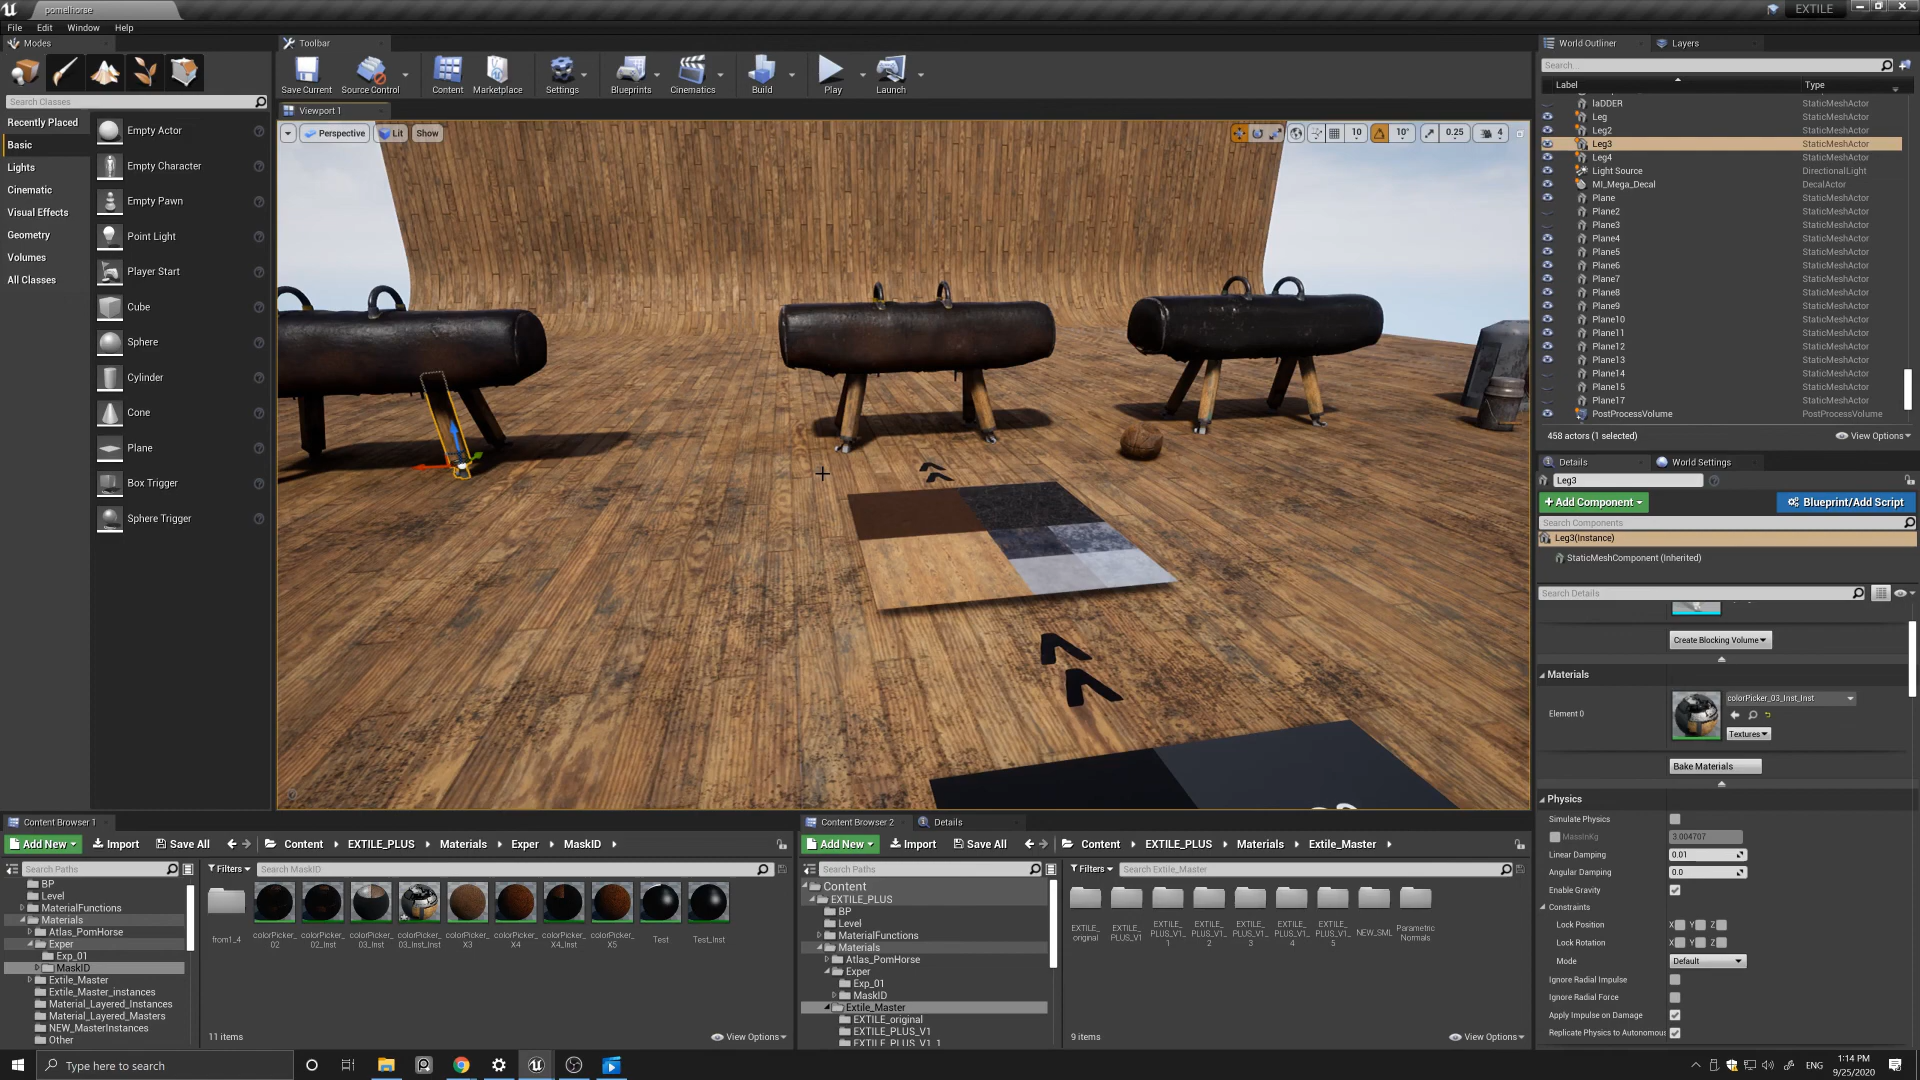 pomelhorse
EXTILE
File Edit Window Help
Modes
Toolbar
World Outliner
Layers
Search Classes
Save Current
Source Control
Content
Marketplace
Settings
Blueprints
Cinematics
Build
Play
Launch
Search...
Label
Type
Viewport 1
Perspective
Lit
Show
10
10°
0.25
4
Recently Placed
Basic
Lights
Cinematic
Visual Effects
Geometry
Volumes
All Classes
Empty Actor
Empty Character
Empty Pawn
Point Light
Player Start
Cube
Sphere
Cylinder
Cone
Plane
Box Trigger
Sphere Trigger
laDDER StaticMeshActor
Leg StaticMeshActor
Leg2 StaticMeshActor
Leg3 StaticMeshActor
Leg4 StaticMeshActor
Light Source DirectionalLight
MI_Mega_Decal DecalActor
Plane StaticMeshActor
Plane2 StaticMeshActor
Plane3 StaticMeshActor
Plane4 StaticMeshActor
Plane5 StaticMeshActor
Plane6 StaticMeshActor
Plane7 StaticMeshActor
Plane8 StaticMeshActor
Plane9 StaticMeshActor
Plane10 StaticMeshActor
Plane11 StaticMeshActor
Plane12 StaticMeshActor
Plane13 StaticMeshActor
Plane14 StaticMeshActor
Plane15 StaticMeshActor
Plane17 StaticMeshActor
PostProcessVolume PostProcessVolume
458 actors (1 selected)
View Options
Details
World Settings
Leg3
+ Add Component
Blueprint/Add Script
Search Components
Leg3(Instance)
StaticMeshComponent (Inherited)
Search Details
Create Blocking Volume
Materials
Element 0
colorPicker_03_Inst_Inst
Textures
Bake Materials
Physics
Simulate Physics
MassInKg 3.004707
Linear Damping 0.01
Angular Damping 0.0
Enable Gravity
Constraints
Lock Position X Y Z
Lock Rotation X Y Z
Mode Default
Ignore Radial Impulse
Ignore Radial Force
Apply Impulse on Damage
Replicate Physics to Autonomous
Content Browser 1
Add New
Import
Save All
Content
EXTILE_PLUS
Materials
Exper
MaskID
Search Paths
Filters
Search MaskID
BP
Level
MaterialFunctions
Materials
Atlas_PomHorse
Exper
Exp_01
MaskID
Extile_Master
Extile_Master_instances
Material_Layered_Instances
Material_Layered_Masters
NEW_MasterInstances
Other
from1_4
colorPicker_02
colorPicker_02_Inst
colorPicker_03_Inst
colorPicker_03_Inst_Inst
colorPicker_X3
colorPicker_X4
colorPicker_X4_Inst
colorPicker_X5
Test
Test_Inst
11 items
View Options
Content Browser 2
Details
Add New
Import
Save All
Content
EXTILE_PLUS
Materials
Extile_Master
Search Paths
Filters
Search Extile_Master
Content
EXTILE_PLUS
BP
Level
MaterialFunctions
Materials
Atlas_PomHorse
Exper
Exp_01
MaskID
Extile_Master
EXTILE_original
EXTILE_PLUS_V1
EXTILE_PLUS_V1_1
EXTILE_original
EXTILE_PLUS_V1
EXTILE_PLUS_V1_1
EXTILE_PLUS_V1_2
EXTILE_PLUS_V1_3
EXTILE_PLUS_V1_4
EXTILE_PLUS_V1_5
NEW_SML
Parametric Normals
9 items
View Options
Type here to search
ENG
1:14 PM
9/25/2020